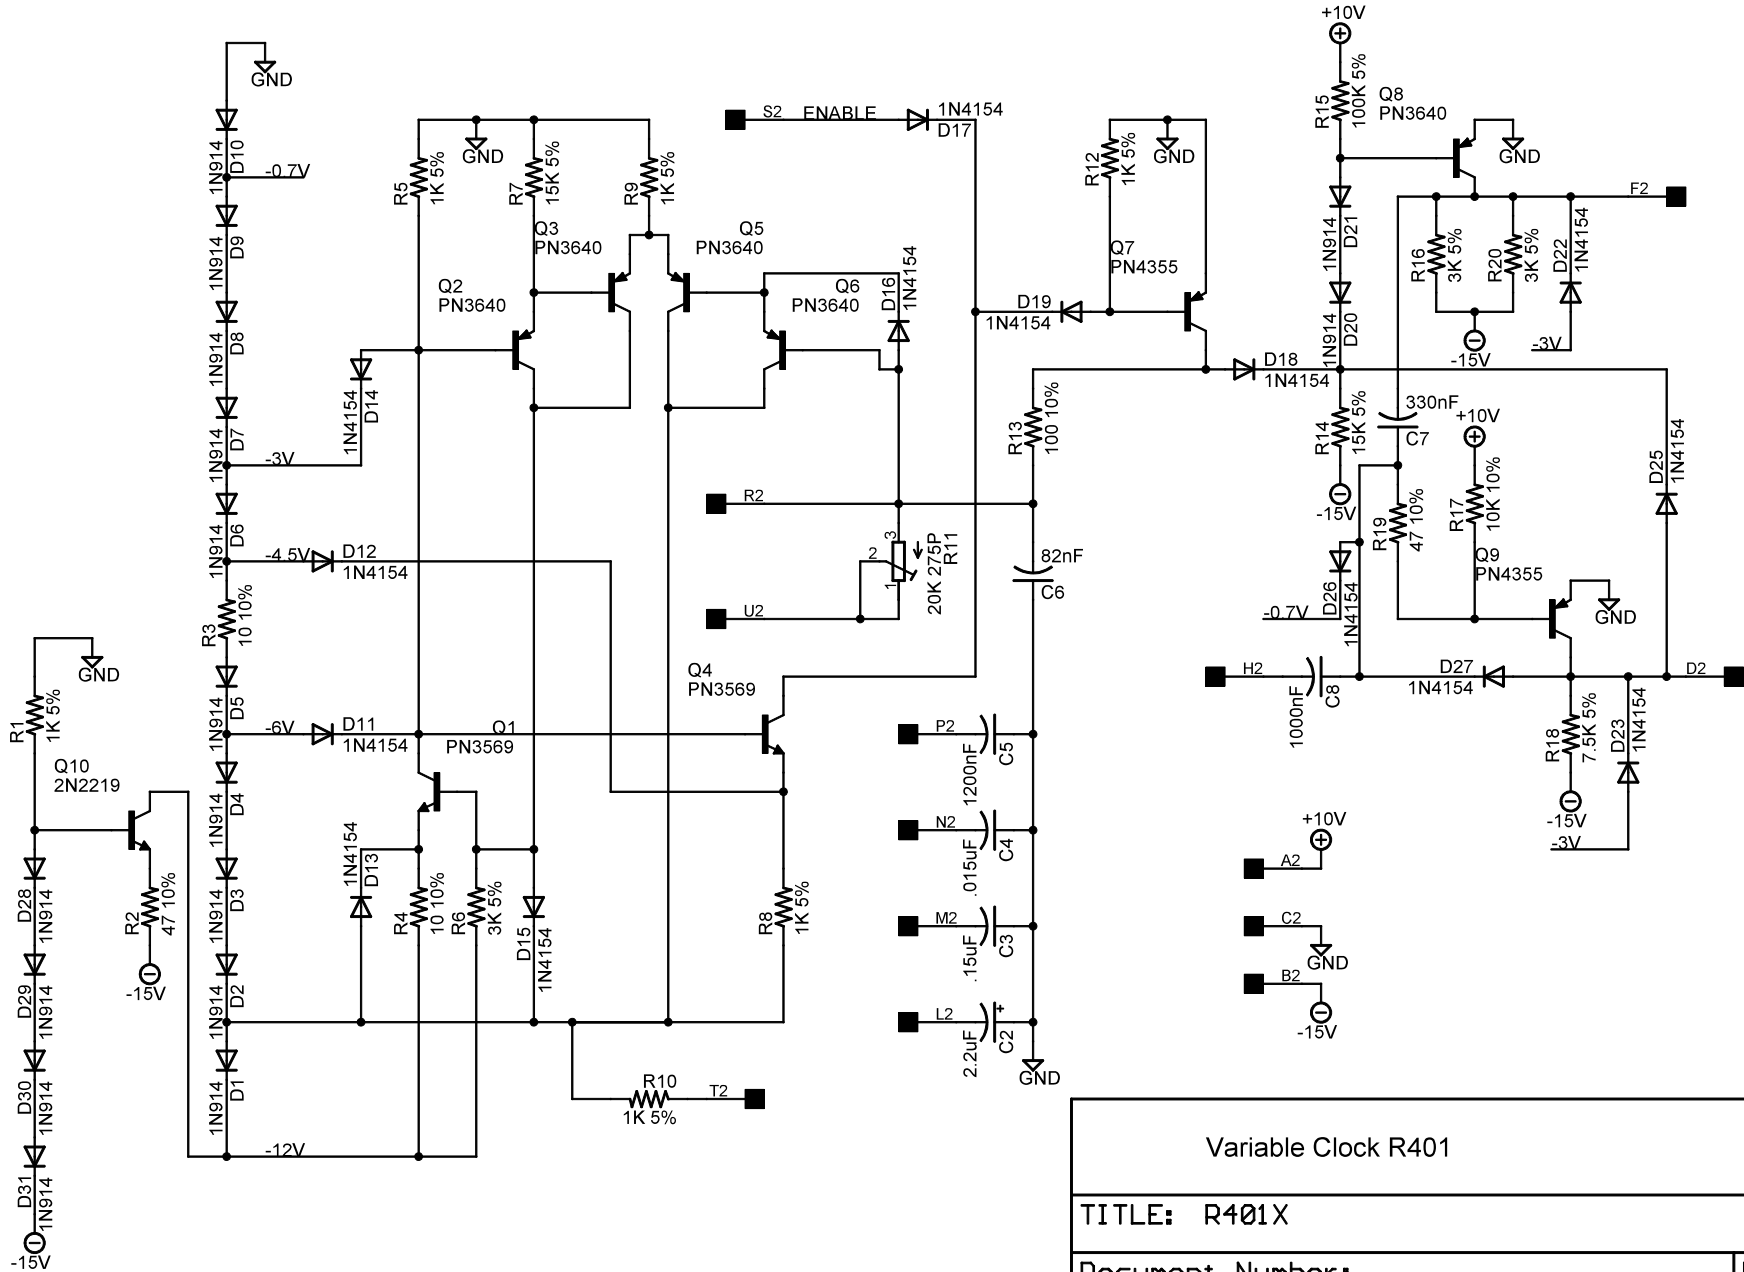 GND
1N914 D10
-0.7V
1N914 D9
1N914 D8
1N914 D7
-3V
1N914 D6
-4.5V
D12
1N4154
R3
10 10%
1N914 D5
-6V
D11
1N4154
1N914 D4
1N914 D3
1N914 D2
1N914 D1
-12V
GND
R1
1K 5%
Q10
2N2219
R2
47 10%
-15V
D28
1N914
D29
1N914
D30
1N914
D31
1N914
-15V
GND
R5
1K 5%
R7
15K 5%
R9
1K 5%
Q3
PN3640
Q5
PN3640
Q2
PN3640
Q6
PN3640
D16
1N4154
1N4154
D14
Q1
PN3569
1N4154
D13
R4
10 10%
R6
3K 5%
D15
1N4154
Q4
PN3569
R8
1K 5%
R10
1K 5%
T2
S2 ENABLE
1N4154
D17
R2
U2
3
2
1
20K 275P
R11
R13
100 10%
82nF
C6
P2
1200nF
C5
N2
.015uF
C4
M2
.15uF
C3
L2
2.2uF
+
C2
GND
R12
1K 5%
GND
Q7
PN4355
D19
1N4154
D18
1N4154
+10V
R15
100K 5%
Q8
PN3640
GND
1N914 D21
1N914 D20
R14
15K 5%
-15V
F2
R16
3K 5%
R20
3K 5%
D22
1N4154
-15V
-3V
330nF
C7
+10V
R19
47 10%
R17
10K 10%
Q9
PN4355
GND
D25
1N4154
D26
1N4154
-0.7V
H2
1000nF
C8
D27
1N4154
D2
R18
7.5K 5%
D23
1N4154
-15V
-3V
+10V
A2
C2
GND
B2
-15V
Variable Clock R401
TITLE: R401X
Document Number: